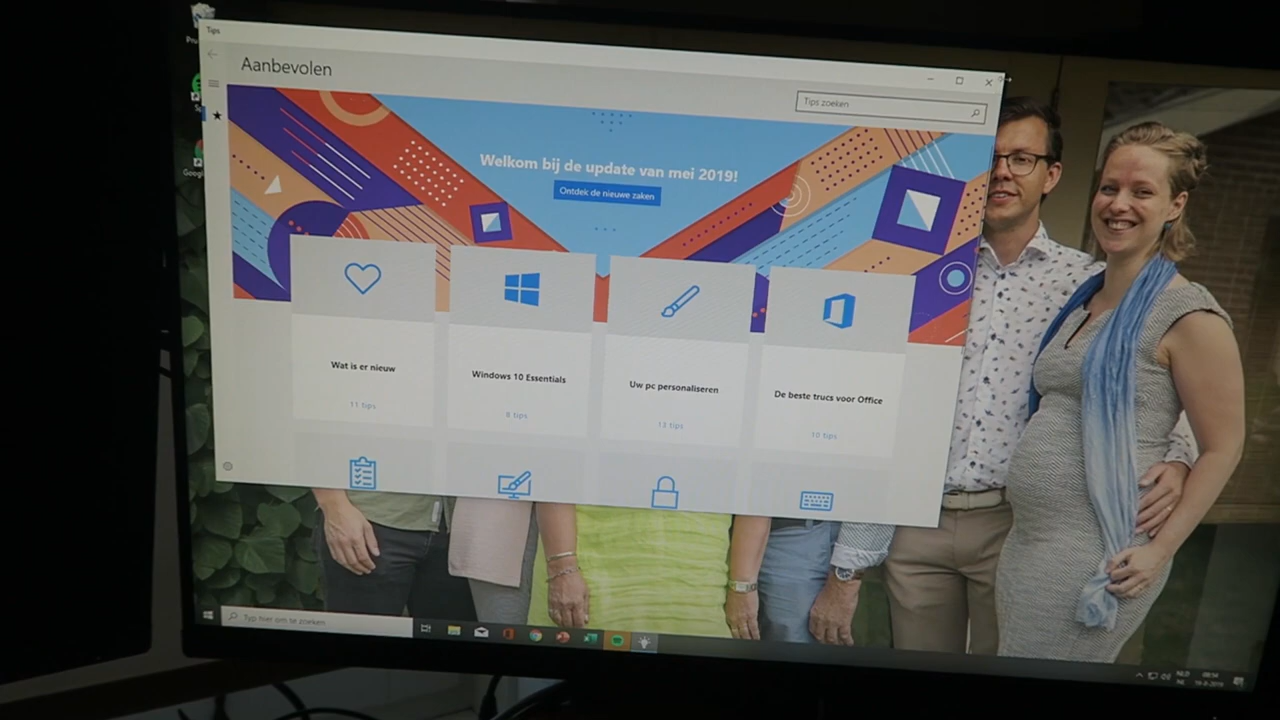 Tips
Aanbevolen
Tips zoeken
Welkom bij de update van mei 2019!
Ontdek de nieuwe zaken
Wat is er nieuw
11 tips
Windows 10 Essentials
8 tips
Uw pc personaliseren
13 tips
De beste trucs voor Office
10 tips
Typ hier om te zoeken
NLD
NL